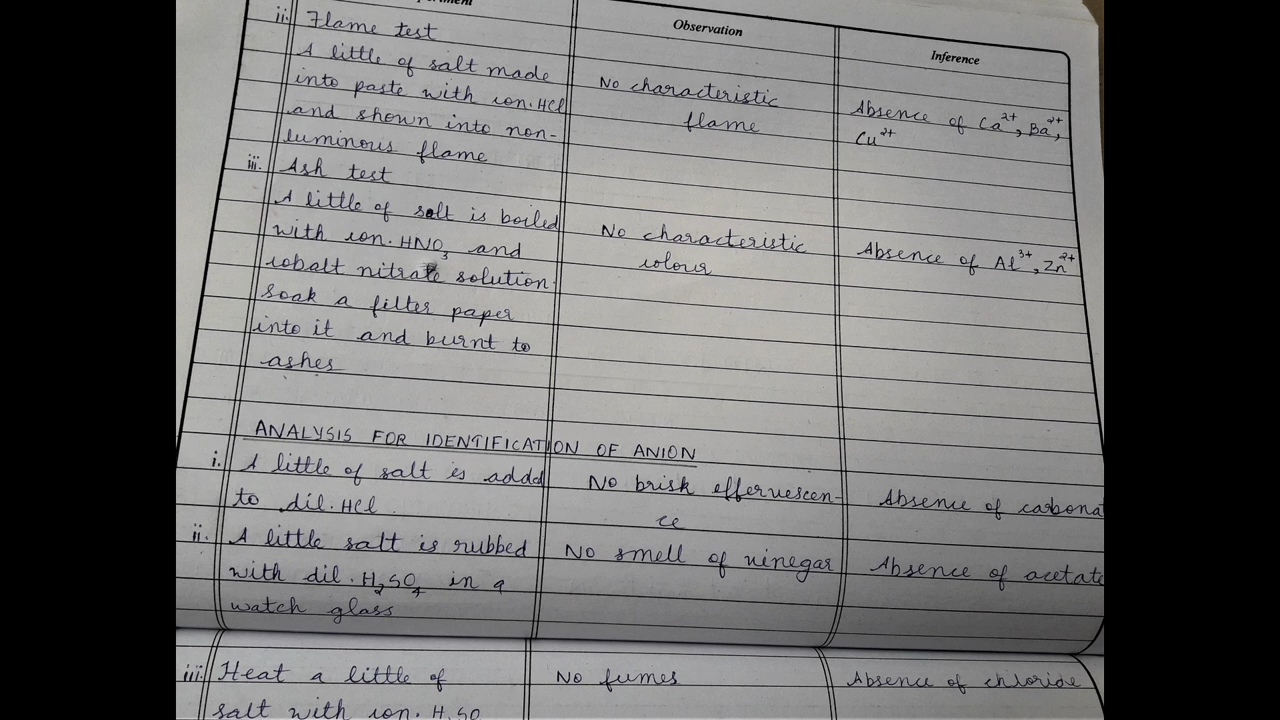 Observation
Inference
ii. Flame test
A little of salt made
into paste with con. HCl
and shown into non-
luminous flame
No characteristic
flame
Absence of Ca²⁺, Ba²⁺,
Cu²⁺
iii. Ash test
A little of salt is boiled
with con. HNO₃ and
cobalt nitrate solution.
soak a filter paper
into it and burnt to
ashes
No characteristic
colour
Absence of Al³⁺, Zn²⁺
ANALYSIS FOR IDENTIFICATION OF ANION
i. A little of salt is added
to dil. HCl.
No brisk effervescen-
ce
Absence of carbonat
ii. A little salt is rubbed
with dil. H₂SO₄ in a
watch glass
No smell of vinegar
Absence of acetate
iii. Heat a little of
salt with con. H₂SO
No fumes
Absence of chloride